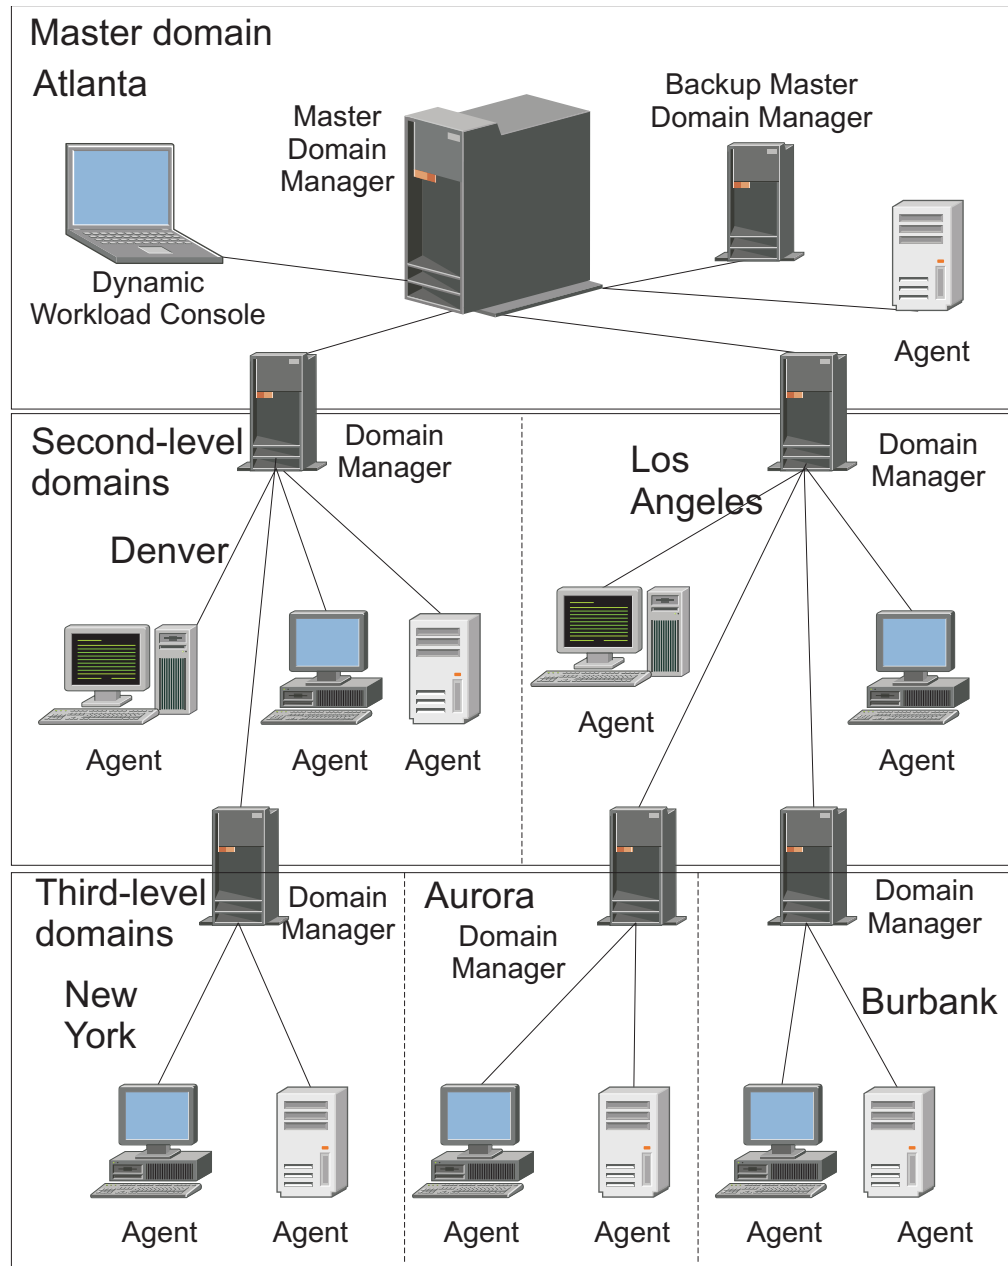 Master domain
Atlanta
Master
Domain
Manager
Backup Master
Domain Manager
Dynamic
Workload Console
Agent
Second-level
domains
Domain
Manager
Denver
Agent
Agent
Agent
Los
Angeles
Domain
Manager
Agent
Agent
Third-level
domains
Domain
Manager
New
York
Agent
Agent
Aurora
Domain
Manager
Agent
Agent
Domain
Manager
Burbank
Agent
Agent